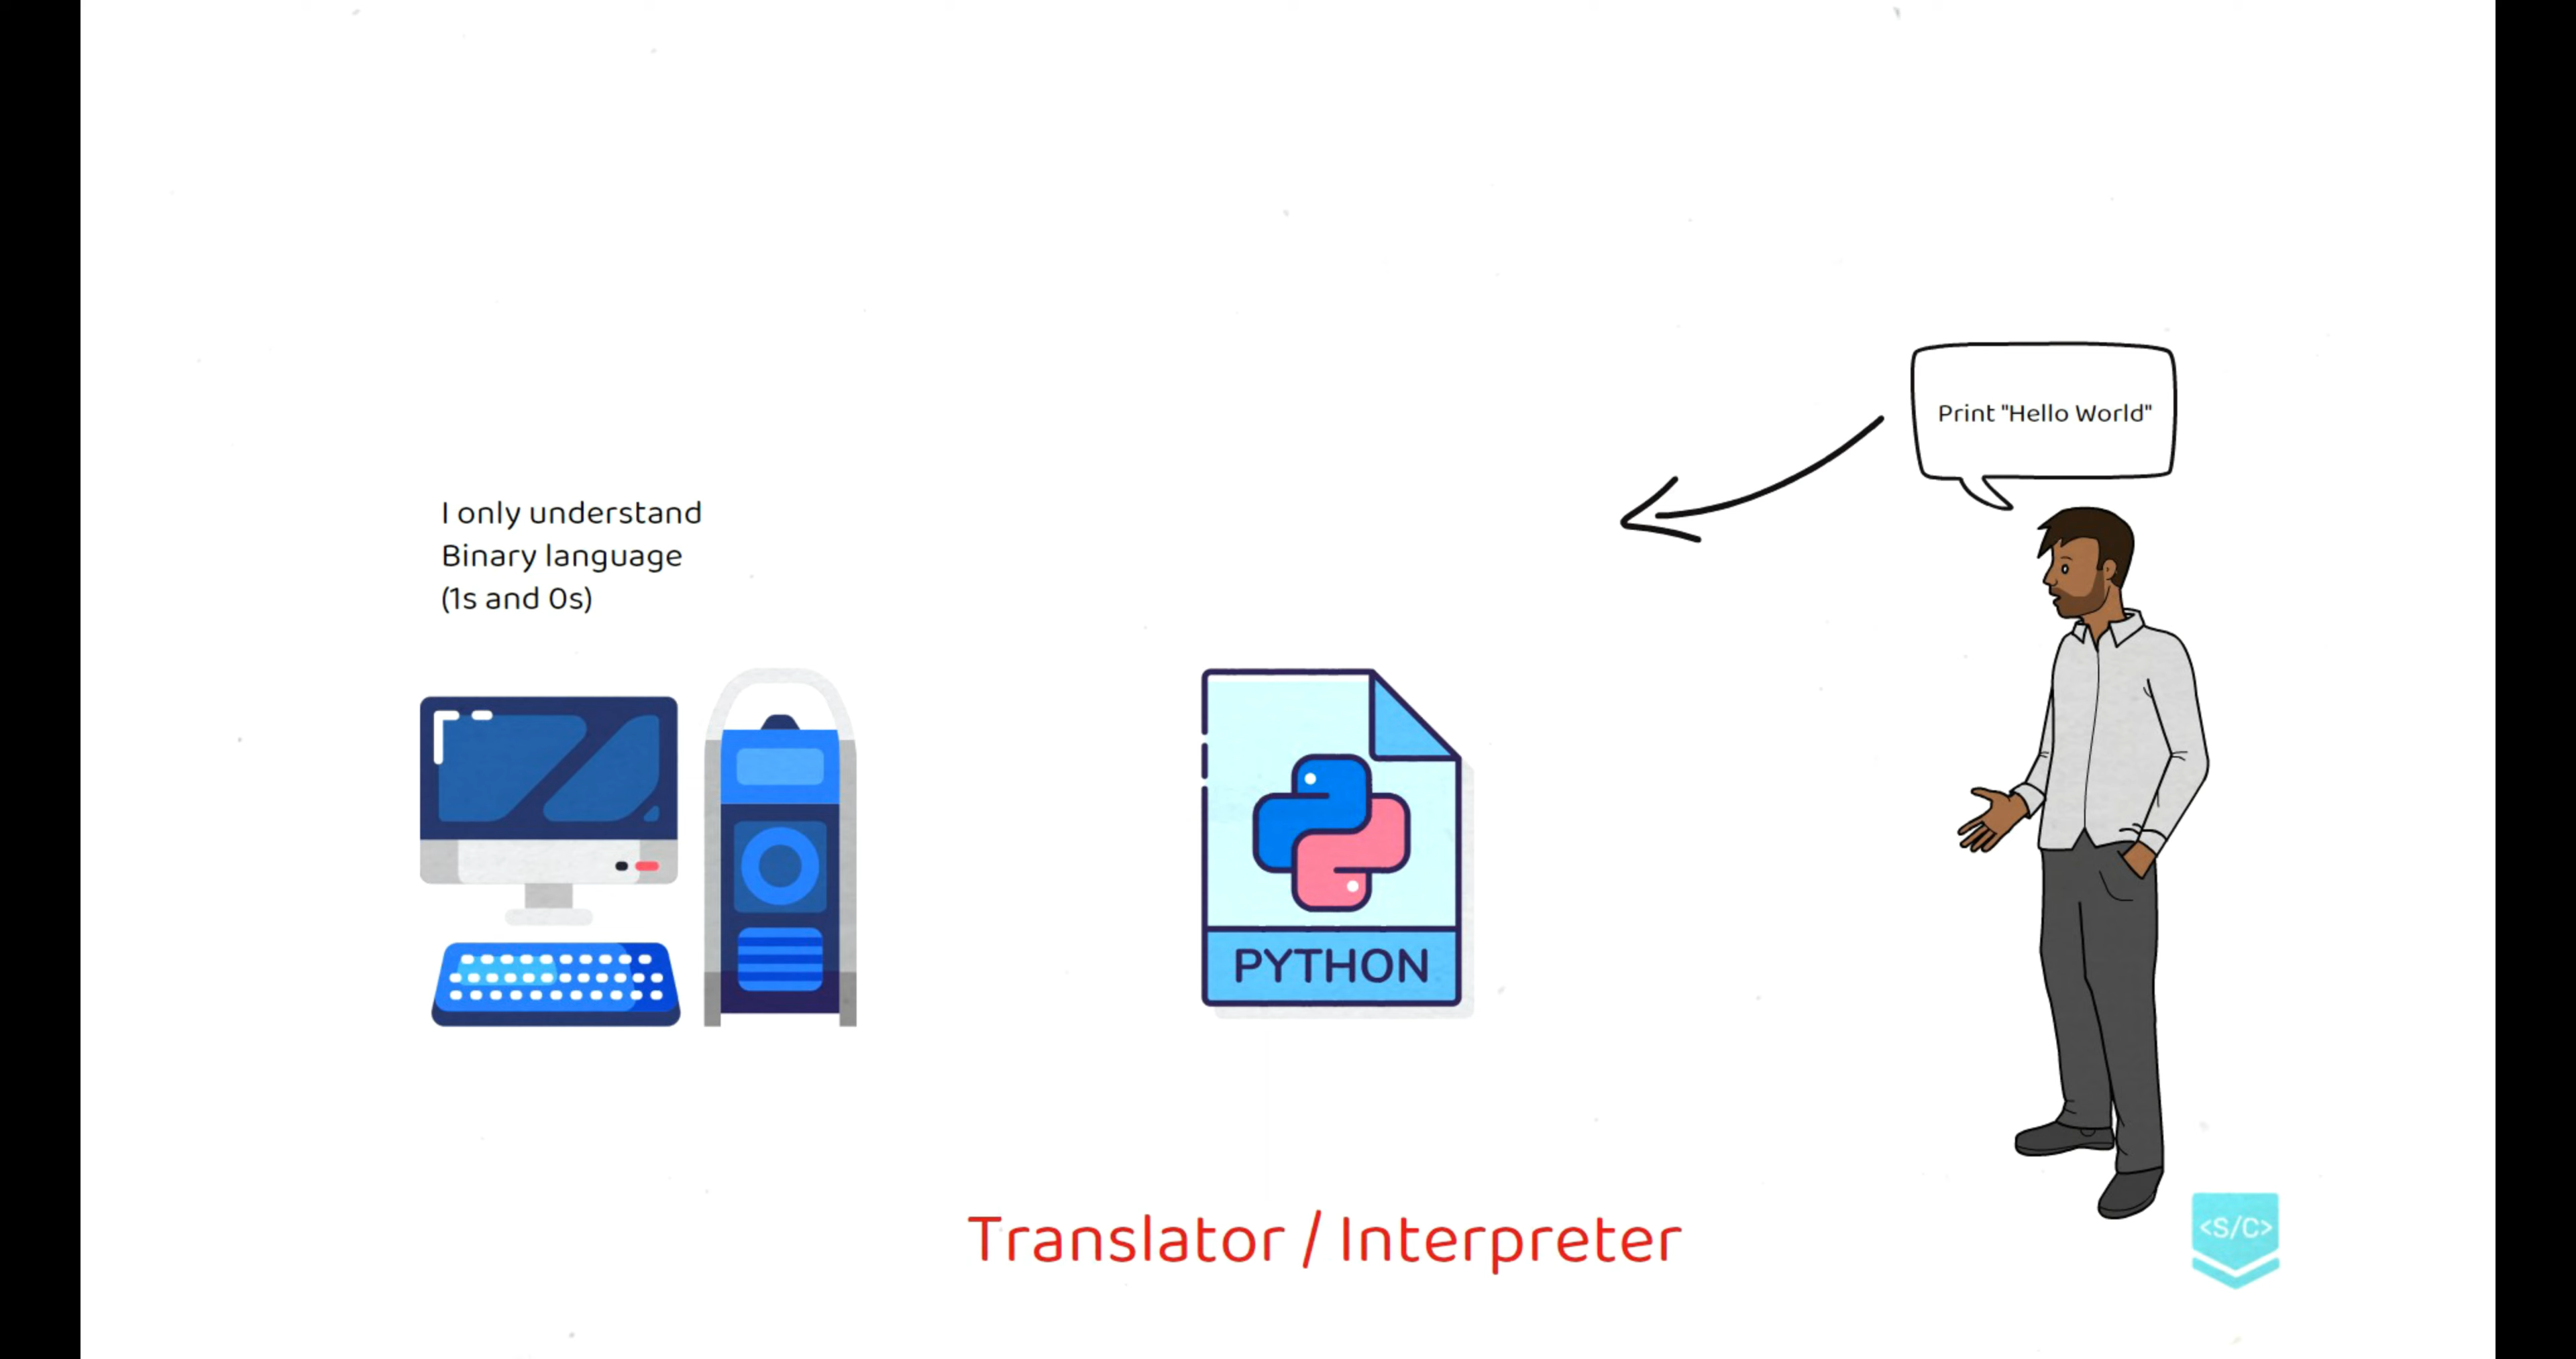 Print "Hello World"
I only understand
Binary language
(1s and 0s)
PYTHON
Translator / Interpreter
<S/C>